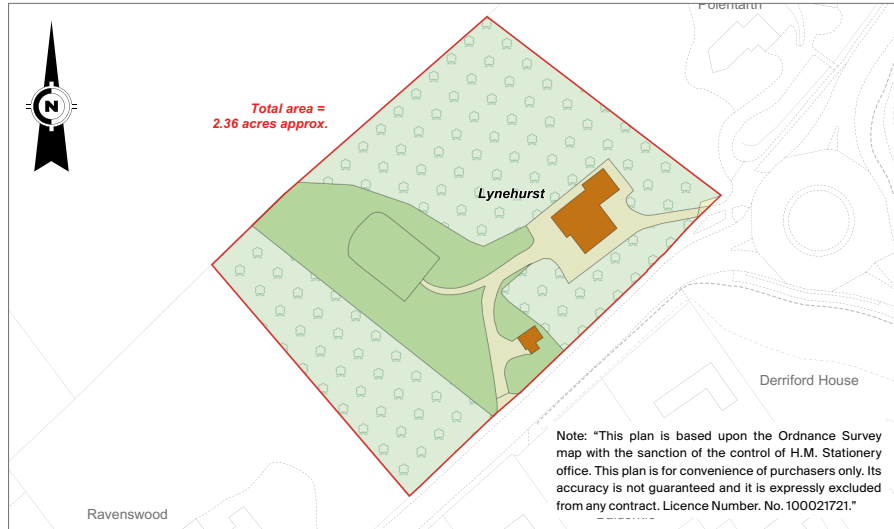 Polentarth
N
Total area =
2.36 acres approx.
Lynehurst
Derriford House
Note: “This plan is based upon the Ordnance Survey
map with the sanction of the control of H.M. Stationery
office. This plan is for convenience of purchasers only. Its
accuracy is not guaranteed and it is expressly excluded
from any contract. Licence Number. No. 100021721.”
Ravenswood